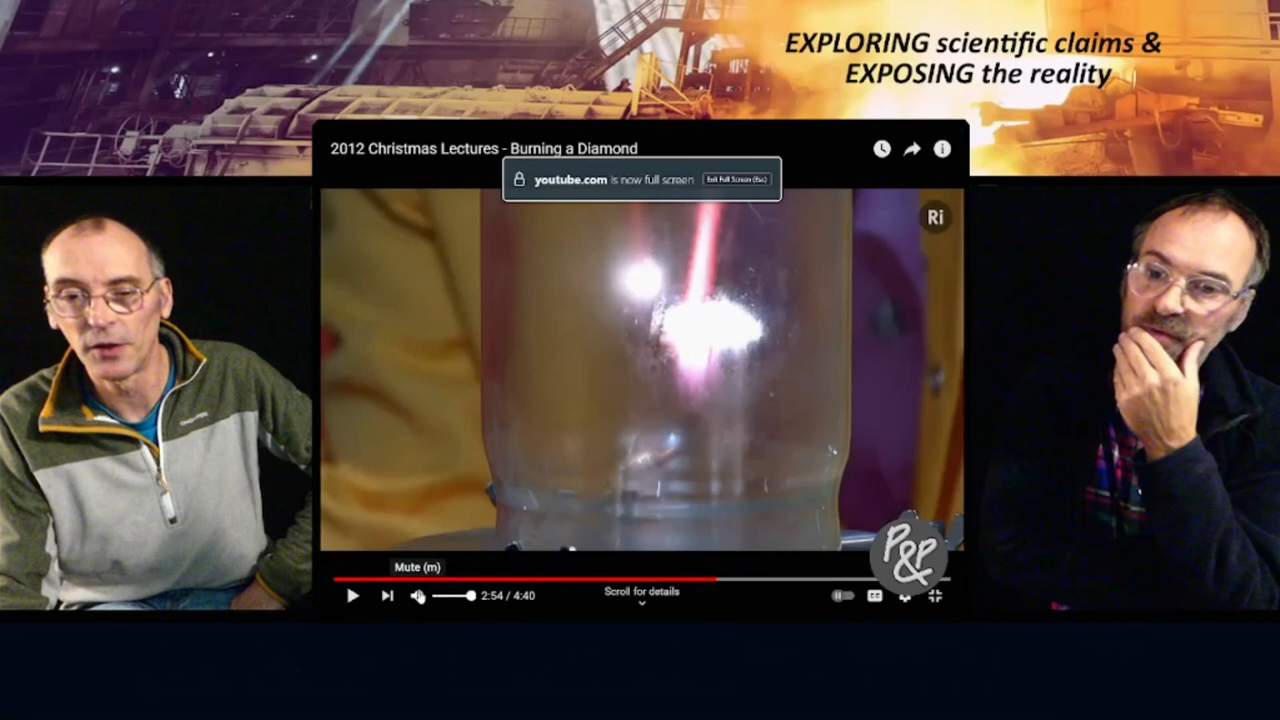 EXPLORING scientific claims &
EXPOSING the reality
2012 Christmas Lectures - Burning a Diamond
youtube.com is now full screen Exit Full Screen (Esc)
Ri
P&P
Mute (m)
2:54 / 4:40
Scroll for details
CC